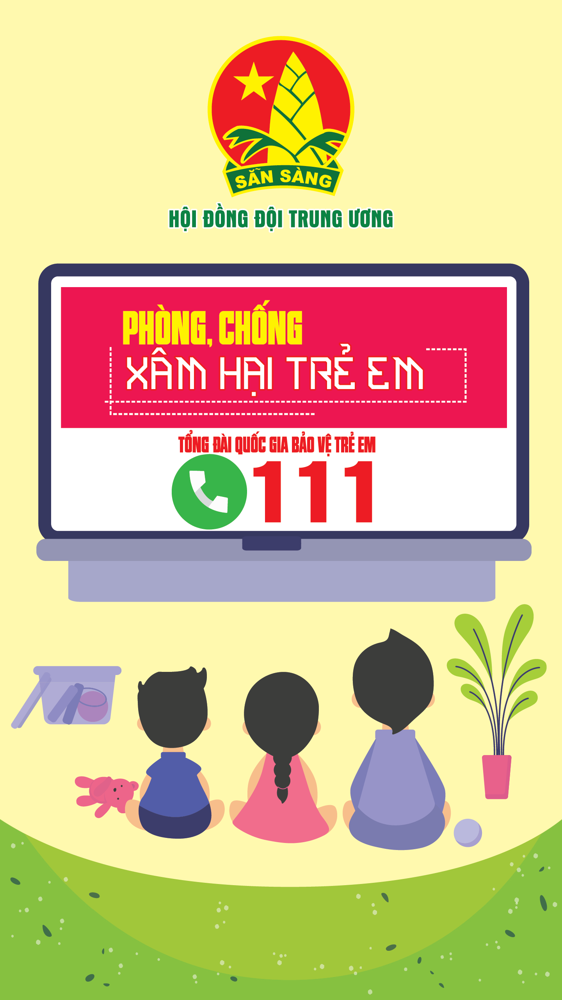 SẴN SÀNG
HỘI ĐỒNG ĐỘI TRUNG ƯƠNG
PHÒNG, CHỐNG
XÂM HẠI TRẺ EM
TỔNG ĐÀI QUỐC GIA BẢO VỆ TRẺ EM
111